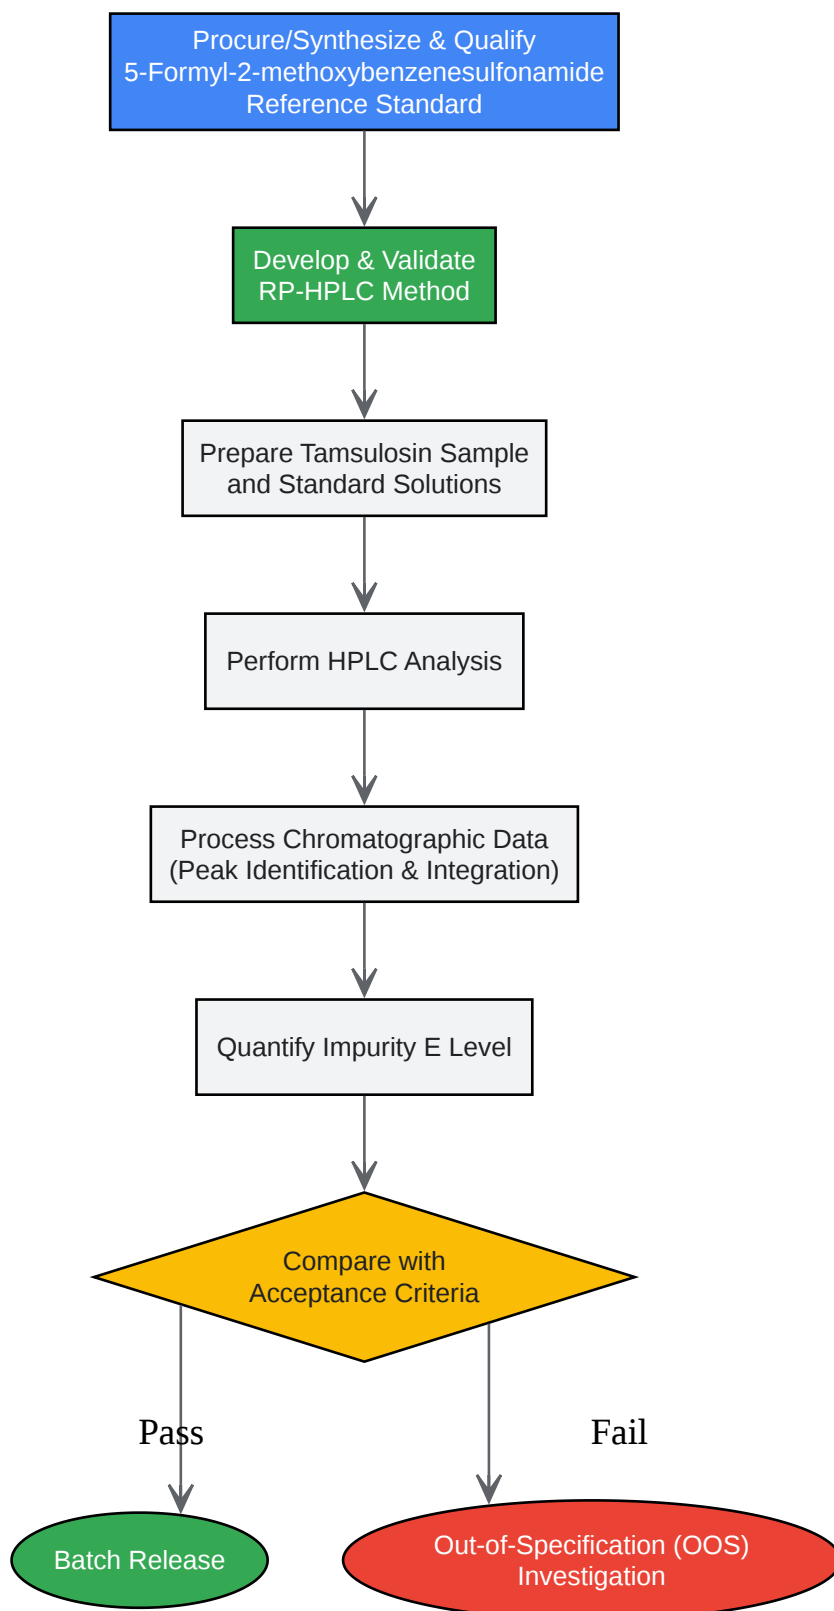 Procure/Synthesize & Qualify
5-Formyl-2-methoxybenzenesulfonamide
Reference Standard
Develop & Validate
RP-HPLC Method
Prepare Tamsulosin Sample
and Standard Solutions
Perform HPLC Analysis
Process Chromatographic Data
(Peak Identification & Integration)
Quantify Impurity E Level
Compare with
Acceptance Criteria
Pass
Fail
Batch Release
Out-of-Specification (OOS)
Investigation